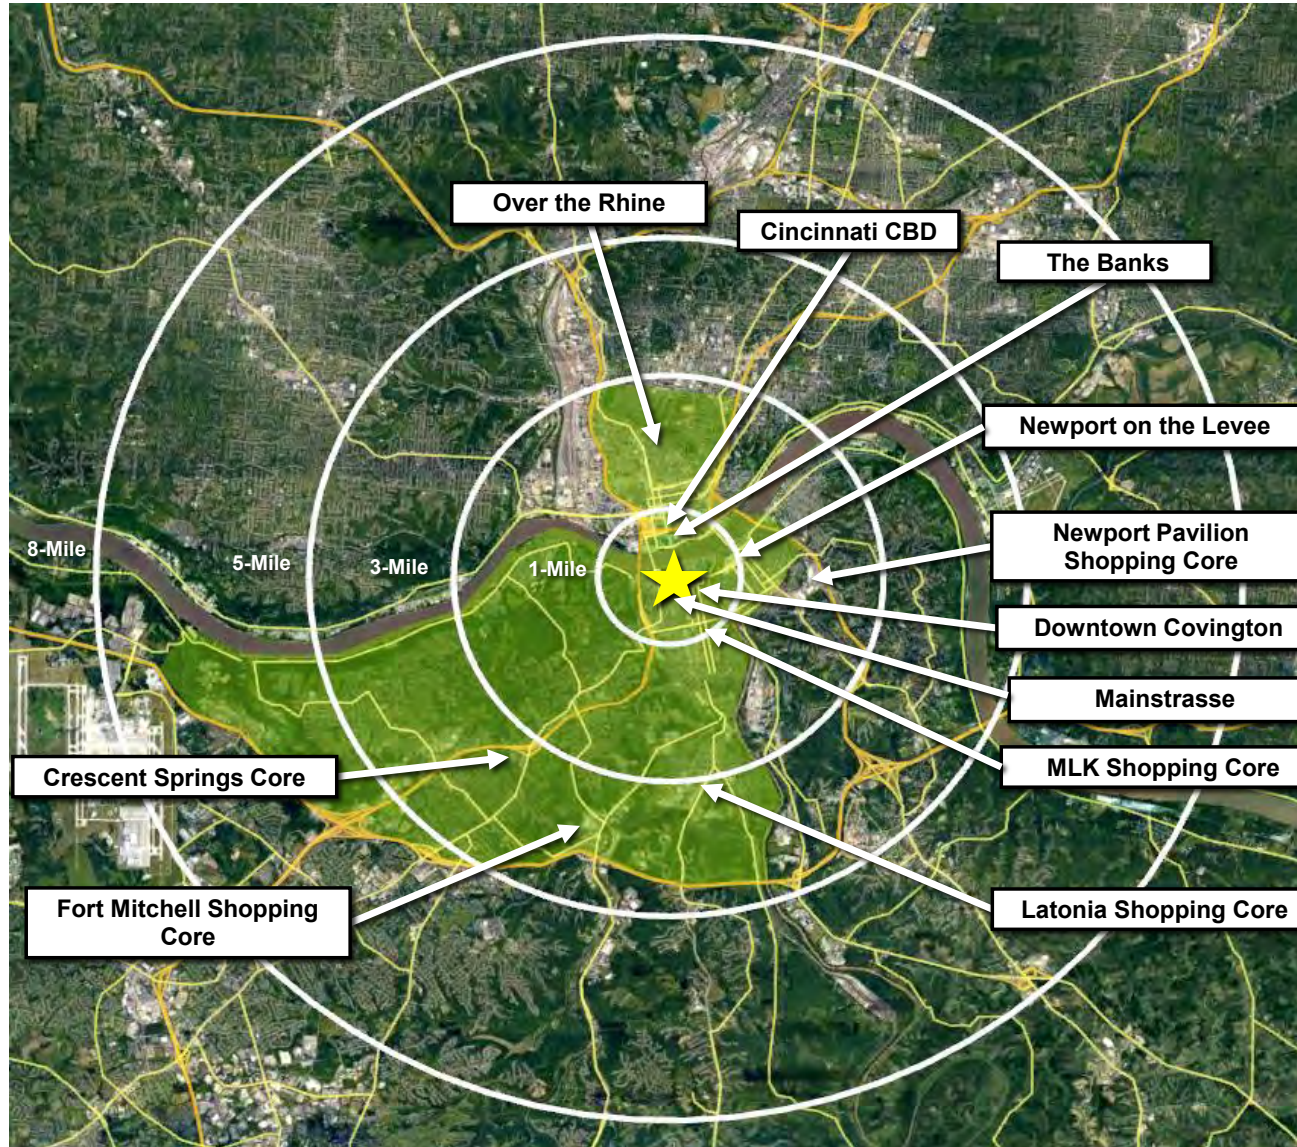 Over the Rhine
Cincinnati CBD
The Banks
Newport on the Levee
Newport Pavilion
Shopping Core
8-Mile
5-Mile
3-Mile
1-Mile
Downtown Covington
Mainstrasse
MLK Shopping Core
Crescent Springs Core
Fort Mitchell Shopping
Core
Latonia Shopping Core